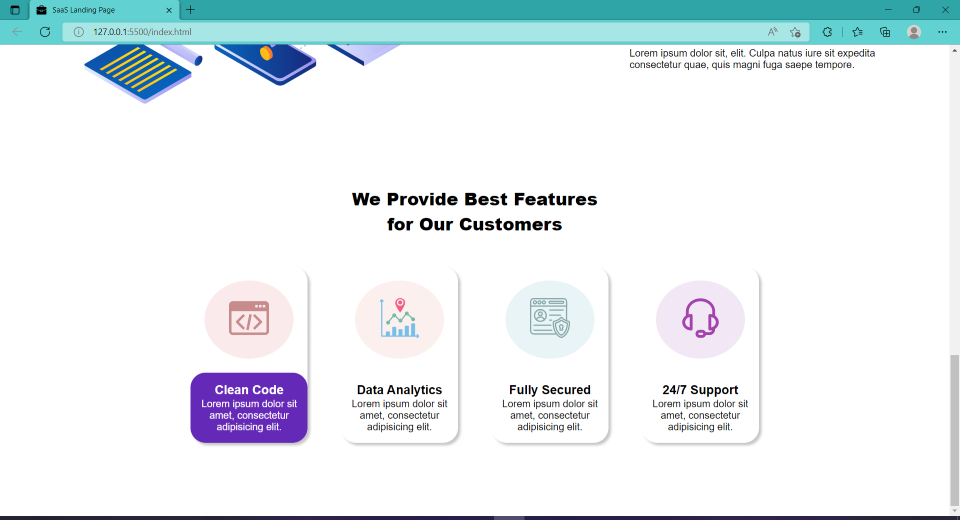 SaaS Landing Page
127.0.0.1:5500/index.html
Lorem ipsum dolor sit, elit. Culpa natus iure sit expedita
consectetur quae, quis magni fuga saepe tempore.
We Provide Best Features
for Our Customers
Clean Code
Lorem ipsum dolor sit
amet, consectetur
adipisicing elit.
Data Analytics
Lorem ipsum dolor sit
amet, consectetur
adipisicing elit.
Fully Secured
Lorem ipsum dolor sit
amet, consectetur
adipisicing elit.
24/7 Support
Lorem ipsum dolor sit
amet, consectetur
adipisicing elit.